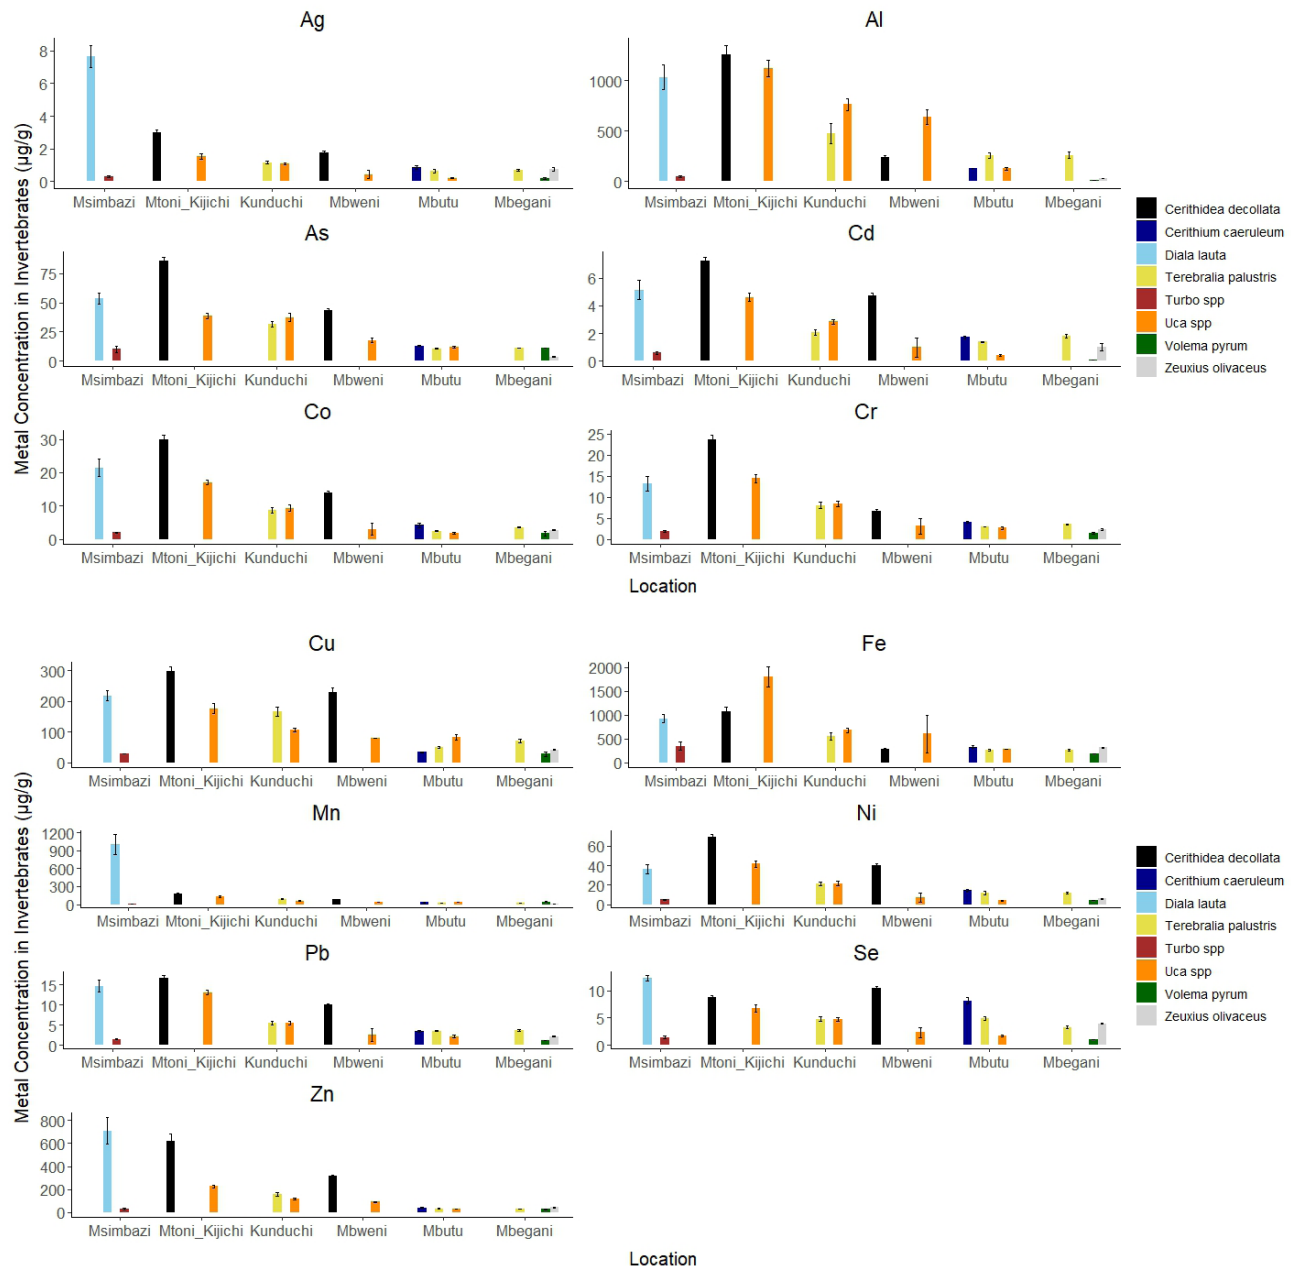 Ag
Al
8
6
4
2
0
1000
500
0
Msimbazi Mtoni_Kijichi Kunduchi Mbweni Mbutu Mbegani
Msimbazi Mtoni_Kijichi Kunduchi Mbweni Mbutu Mbegani
As
Cd
75
50
25
0
6
4
2
0
Msimbazi Mtoni_Kijichi Kunduchi Mbweni Mbutu Mbegani
Msimbazi Mtoni_Kijichi Kunduchi Mbweni Mbutu Mbegani
Co
Cr
30
20
10
0
25
20
15
10
5
0
Msimbazi Mtoni_Kijichi Kunduchi Mbweni Mbutu Mbegani
Msimbazi Mtoni_Kijichi Kunduchi Mbweni Mbutu Mbegani
Metal Concentration in Invertebrates (µg/g)
Location
Cerithidea decollata
Cerithium caeruleum
Diala lauta
Terebralia palustris
Turbo spp
Uca spp
Volema pyrum
Zeuxius olivaceus
Cu
Fe
300
200
100
0
2000
1500
1000
500
0
Msimbazi Mtoni_Kijichi Kunduchi Mbweni Mbutu Mbegani
Msimbazi Mtoni_Kijichi Kunduchi Mbweni Mbutu Mbegani
Mn
Ni
1200
900
600
300
0
60
40
20
0
Msimbazi Mtoni_Kijichi Kunduchi Mbweni Mbutu Mbegani
Msimbazi Mtoni_Kijichi Kunduchi Mbweni Mbutu Mbegani
Pb
Se
15
10
5
0
10
5
0
Msimbazi Mtoni_Kijichi Kunduchi Mbweni Mbutu Mbegani
Msimbazi Mtoni_Kijichi Kunduchi Mbweni Mbutu Mbegani
Zn
800
600
400
200
0
Msimbazi Mtoni_Kijichi Kunduchi Mbweni Mbutu Mbegani
Metal Concentration in Invertebrates (µg/g)
Location
Cerithidea decollata
Cerithium caeruleum
Diala lauta
Terebralia palustris
Turbo spp
Uca spp
Volema pyrum
Zeuxius olivaceus